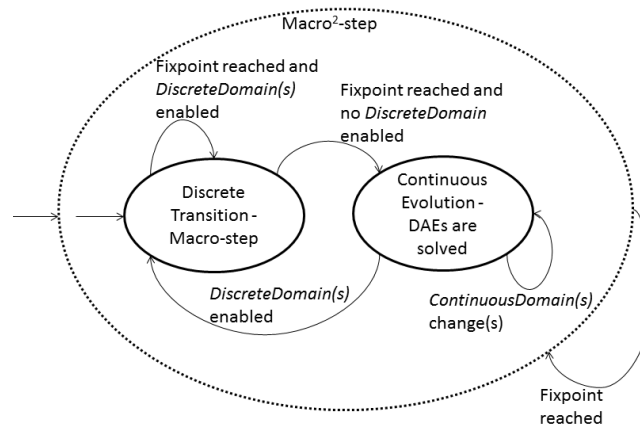 Macro²-step
Fixpoint reached and
DiscreteDomain(s)
enabled
Fixpoint reached and
no DiscreteDomain
enabled
Discrete
Transition -
Macro-step
Continuous
Evolution -
DAEs are
solved
DiscreteDomain(s)
enabled
ContinuousDomain(s)
change(s)
Fixpoint
reached